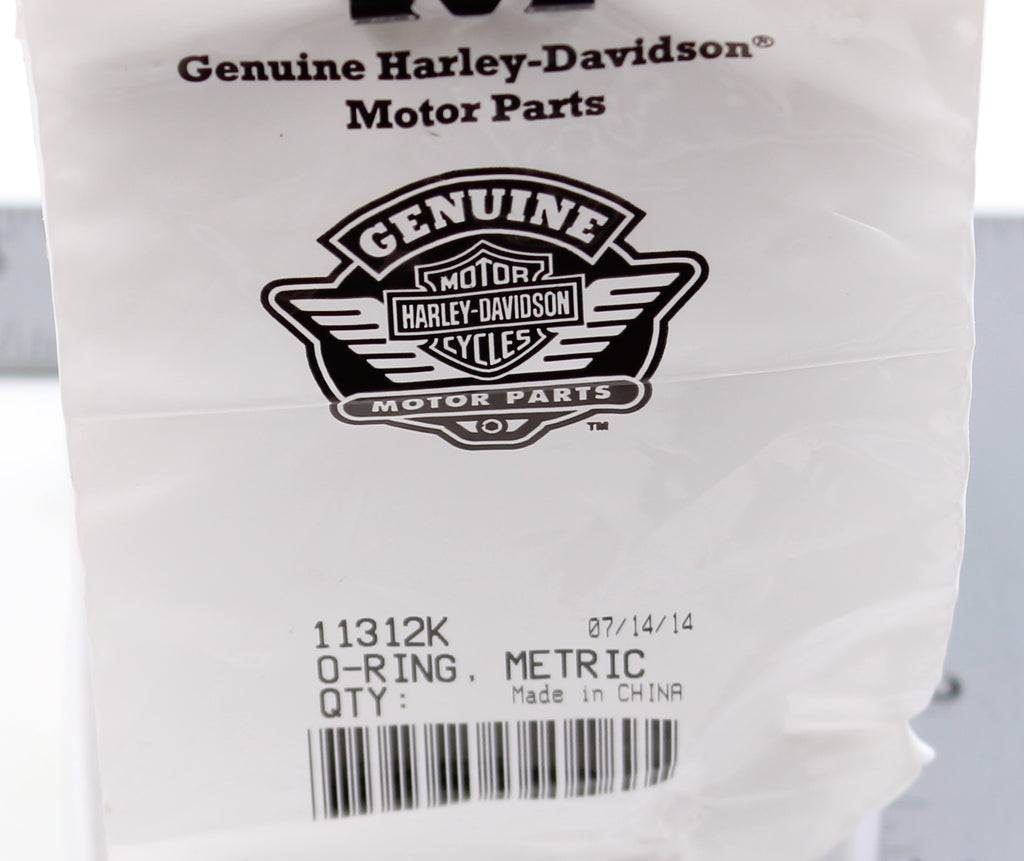 Genuine Harley-Davidson®
Motor Parts
GENUINE
MOTOR
HARLEY-DAVIDSON
CYCLES
MOTOR PARTS
TM
11312K 07/14/14
O-RING, METRIC
QTY: Made in CHINA